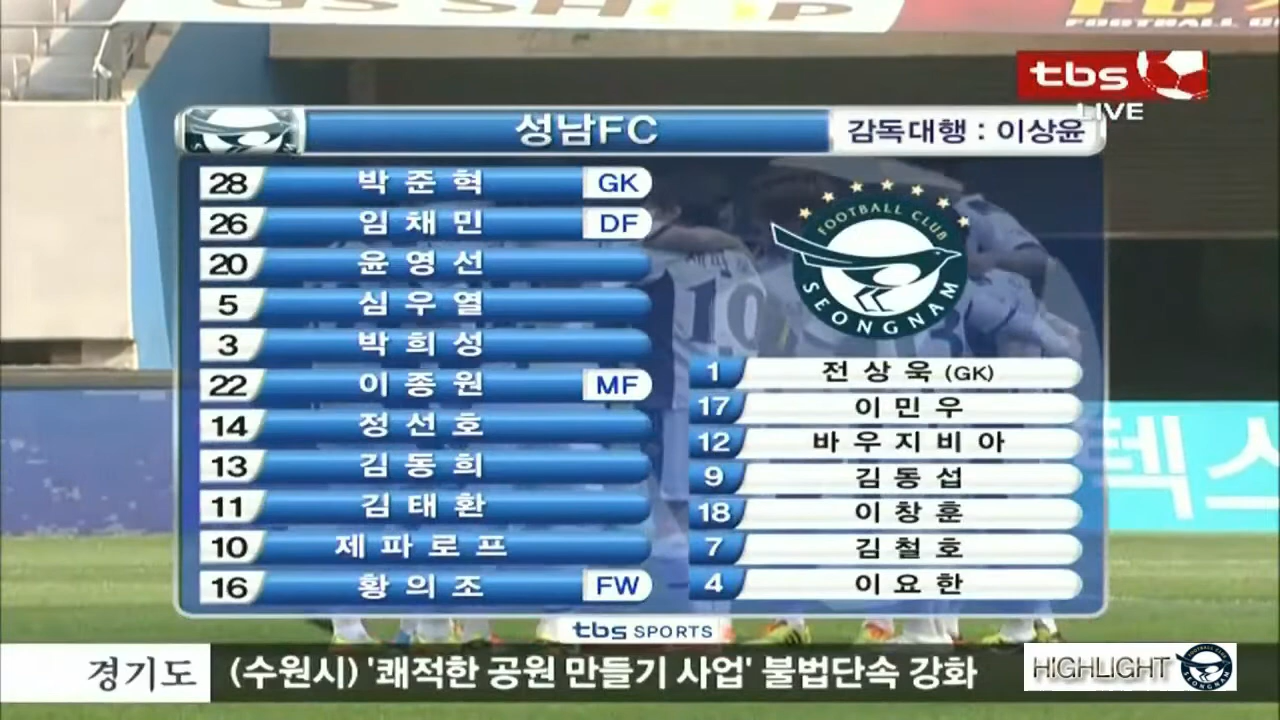 GS SHOP
tbs
LIVE
성남FC
감독대행 : 이상윤
28 박준혁 GK
26 임채민 DF
20 윤영선
5 심우열
3 박희성
22 이종원 MF
14 정선호
13 김동희
11 김태환
10 제파로프
16 황의조 FW
FOOTBALL CLUB
SEONGNAM
10
1 전상욱 (GK)
17 이민우
12 바우지비아
9 김동섭
18 이창훈
7 김철호
4 이요한
tbs SPORTS
경기도
(수원시) '쾌적한 공원 만들기 사업' 불법단속 강화
HIGHLIGHT
FOOTBALL CLUB
SEONGNAM